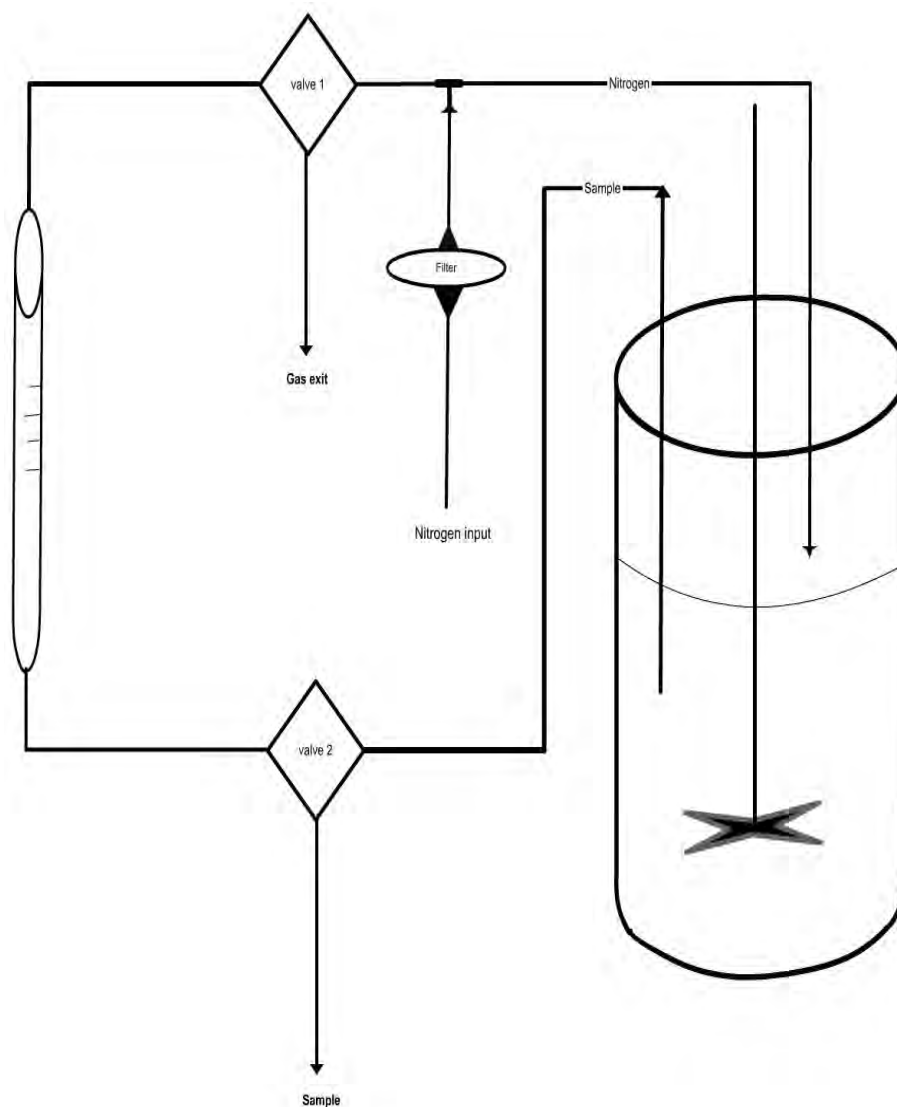 valve 1
Nitrogen
Sample
Filter
Gas exit
Nitrogen input
valve 2
Sample